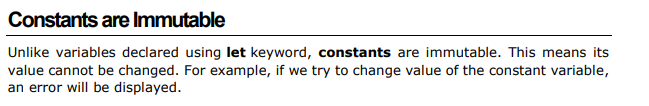 Constants are Immutable
Unlike variables declared using let keyword, constants are immutable. This means its
value cannot be changed. For example, if we try to change value of the constant variable,
an error will be displayed.